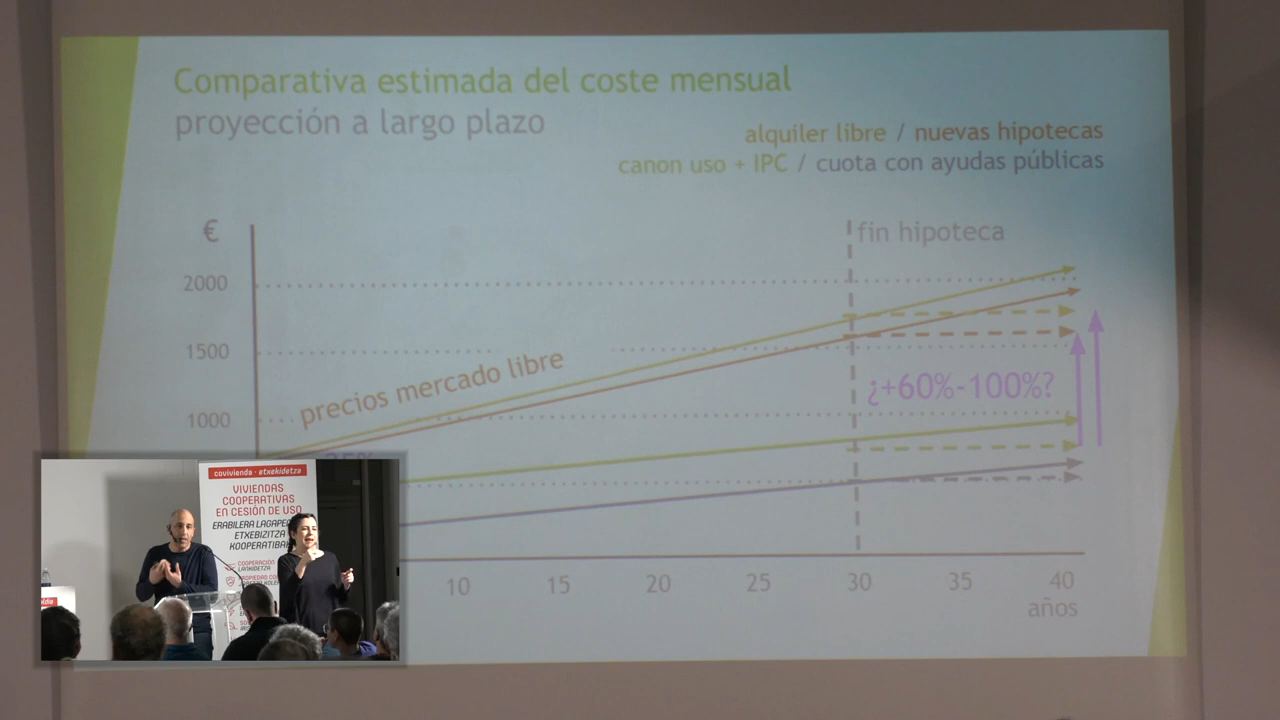 Comparativa estimada del coste mensual
proyección a largo plazo
alquiler libre / nuevas hipotecas
canon uso + IPC / cuota con ayudas públicas
€
fin hipoteca
2000
1500
precios mercado libre
¿+60%-100%?
1000
10
15
20
25
30
35
40
años
covivienda · etxekidetza
VIVIENDAS
COOPERATIVAS
EN CESIÓN DE USO
ERABILERA
ETXEBIZITZA
COOPERACIÓN
LANKIDETZA